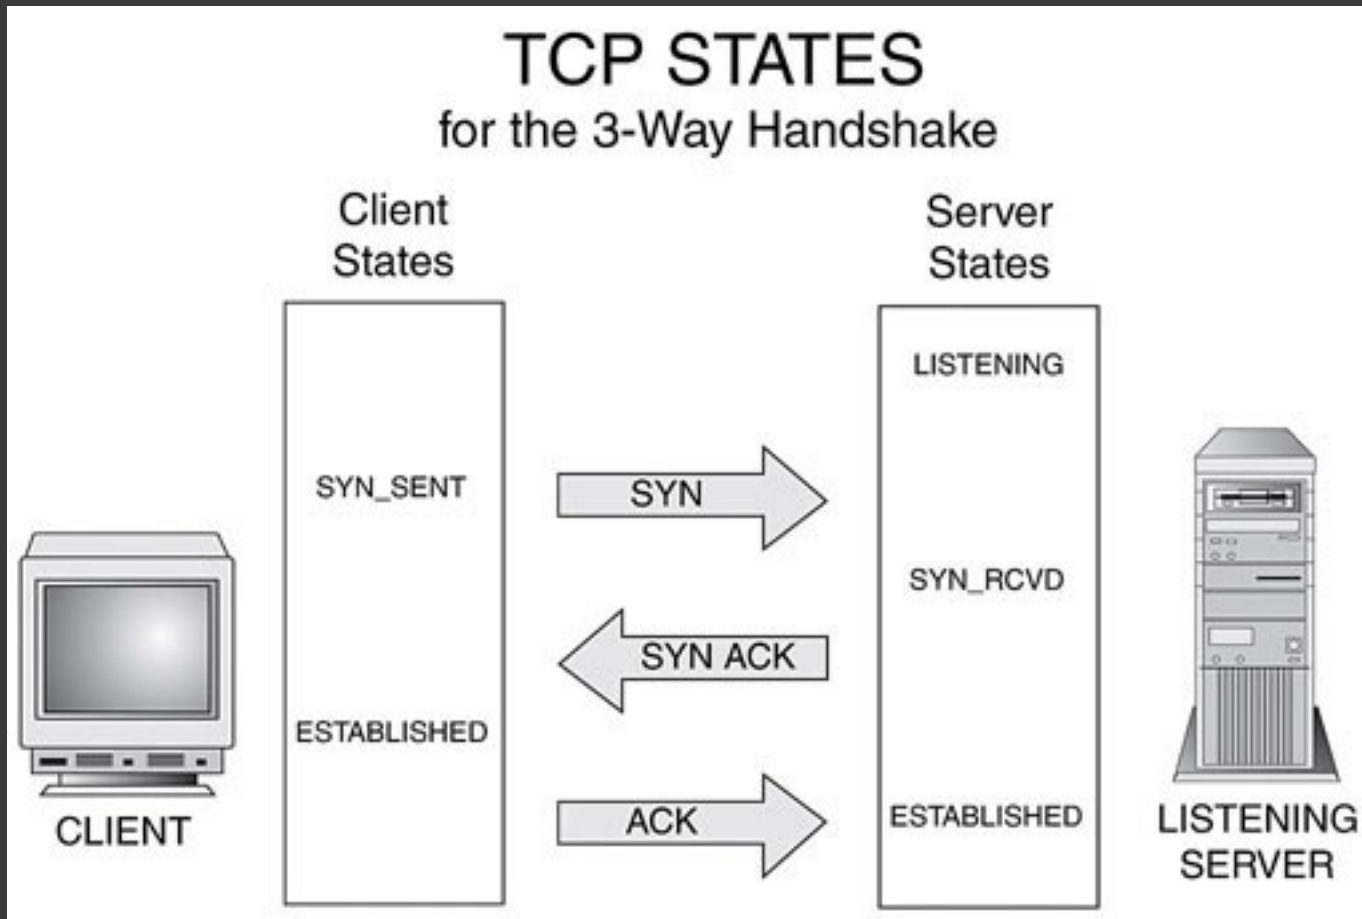 TCP STATES
for the 3-Way Handshake
Client
States
Server
States
LISTENING
SYN_SENT
SYN
SYN_RCVD
SYN ACK
ESTABLISHED
ACK
ESTABLISHED
CLIENT
LISTENING
SERVER